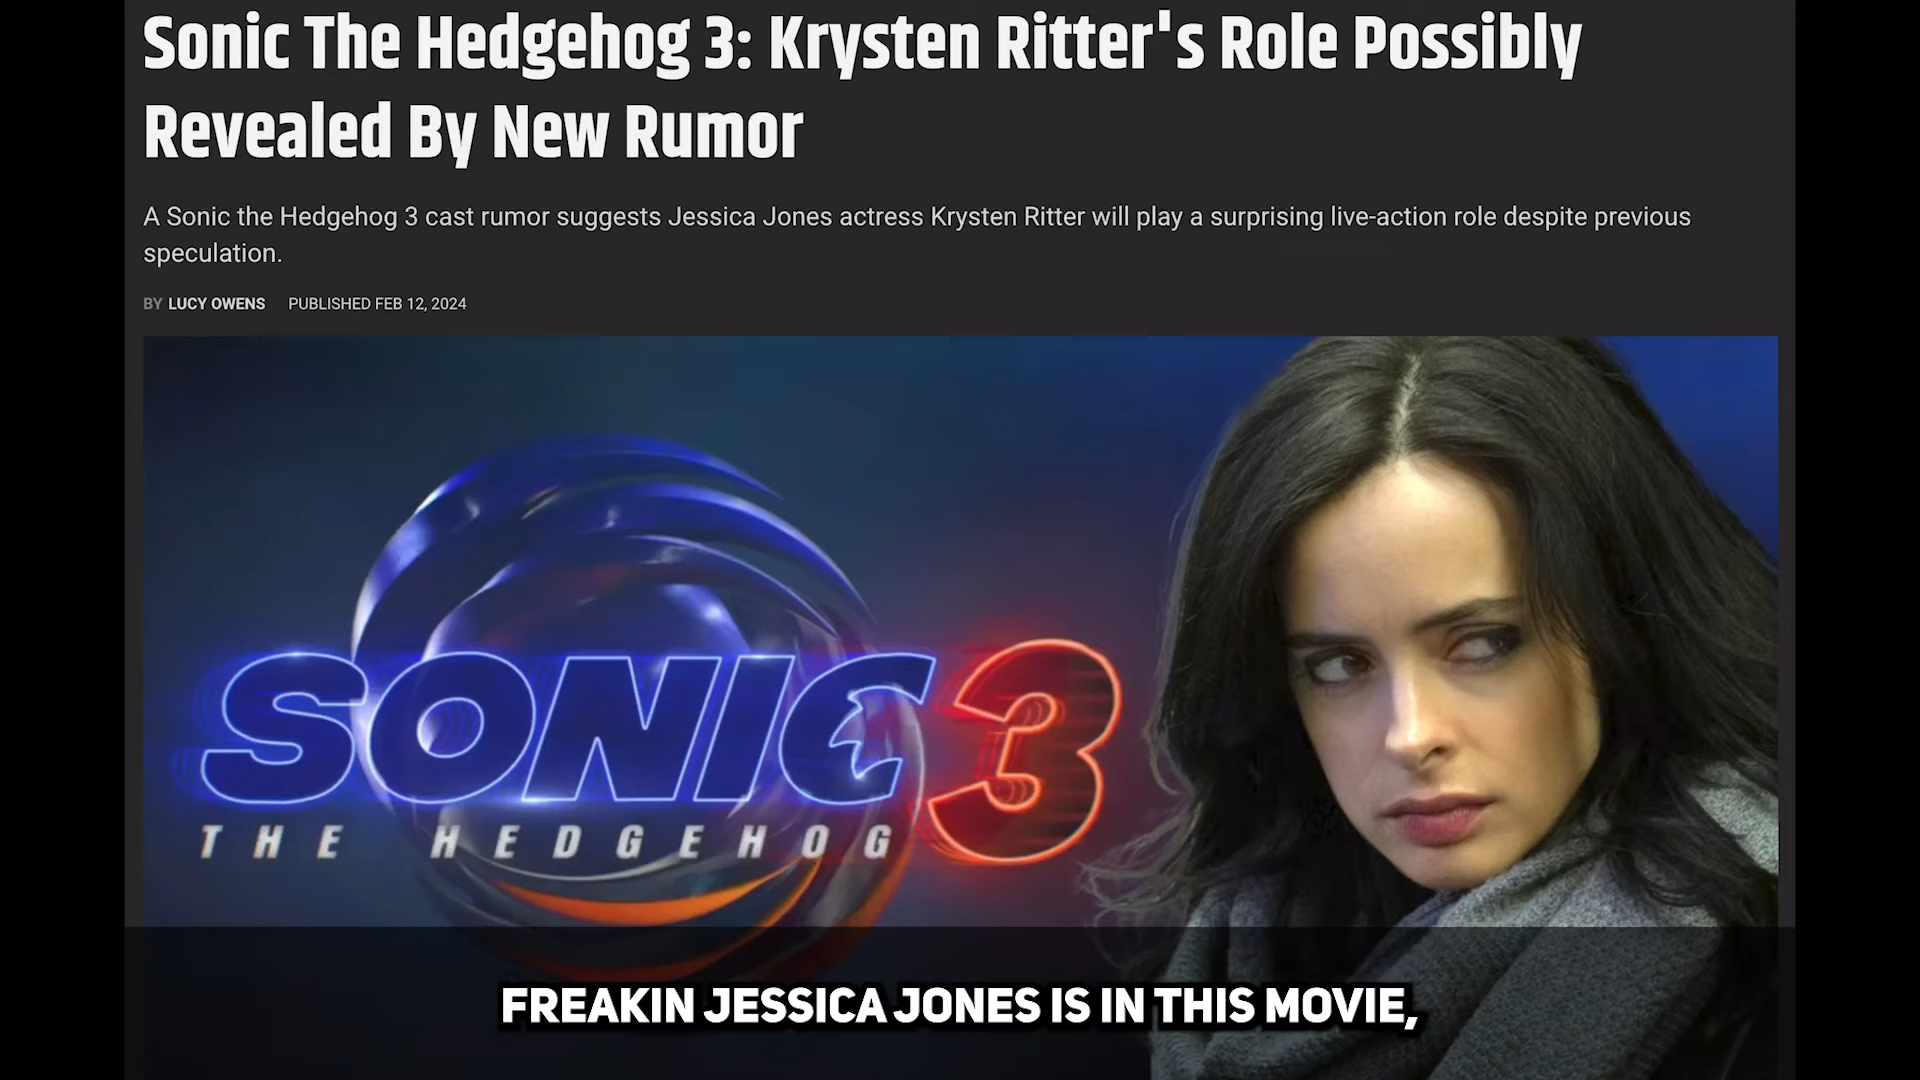 Sonic The Hedgehog 3: Krysten Ritter's Role Possibly
Revealed By New Rumor
A Sonic the Hedgehog 3 cast rumor suggests Jessica Jones actress Krysten Ritter will play a surprising live-action role despite previous
speculation.
BY LUCY OWENS PUBLISHED FEB 12, 2024
SONIC 3
THE HEDGEHOG
FREAKIN JESSICA JONES IS IN THIS MOVIE,